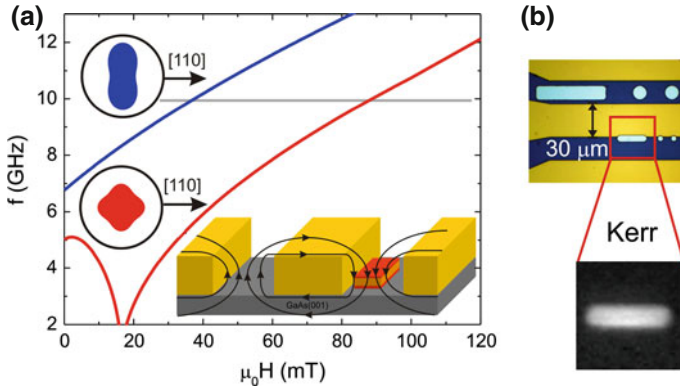 (a)
12
10
8
6
4
2
f (GHz)
[110]
[110]
GaAs(001)
0 20 40 60 80 100 120
μ₀H (mT)
(b)
30 μm
Kerr